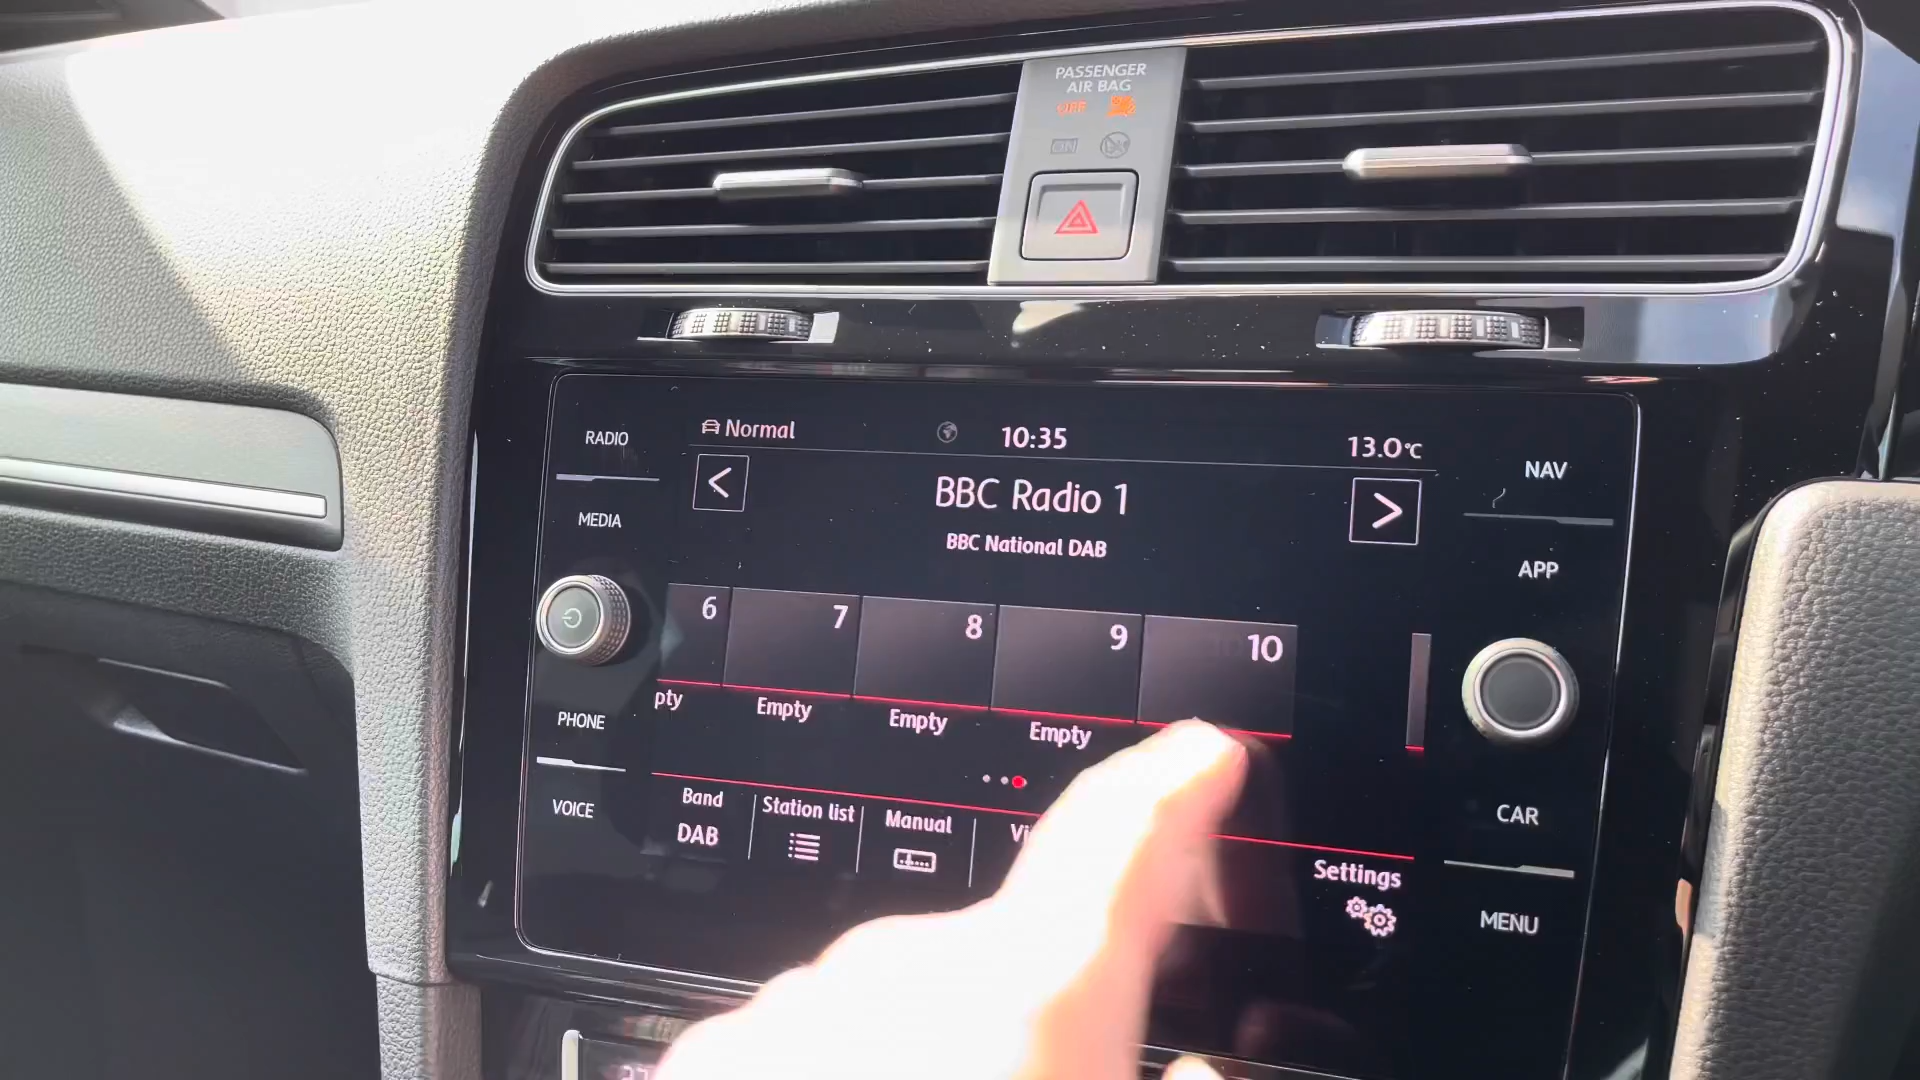 PASSENGER
AIR BAG
OFF
ON
RADIO
Normal
10:35
13.0°C
NAV
MEDIA
<
BBC Radio 1
>
BBC National DAB
APP
6
7
8
9
10
pty
Empty
Empty
Empty
PHONE
VOICE
Band
DAB
Station list
Manual
Vi
Settings
CAR
MENU